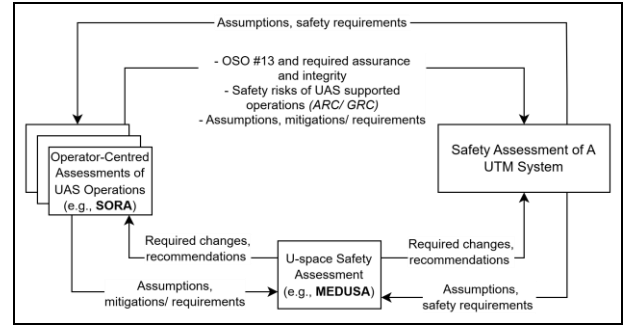 Assumptions, safety requirements
- OSO #13 and required assurance
and integrity
- Safety risks of UAS supported
operations (ARC/ GRC)
- Assumptions, mitigations/ requirements
Operator-Centred
Assessments of
UAS Operations
(e.g., SORA)
Safety Assessment of A
UTM System
Required changes,
recommendations
U-space Safety
Assessment
(e.g., MEDUSA)
Required changes,
recommendations
Assumptions,
mitigations/ requirements
Assumptions,
safety requirements